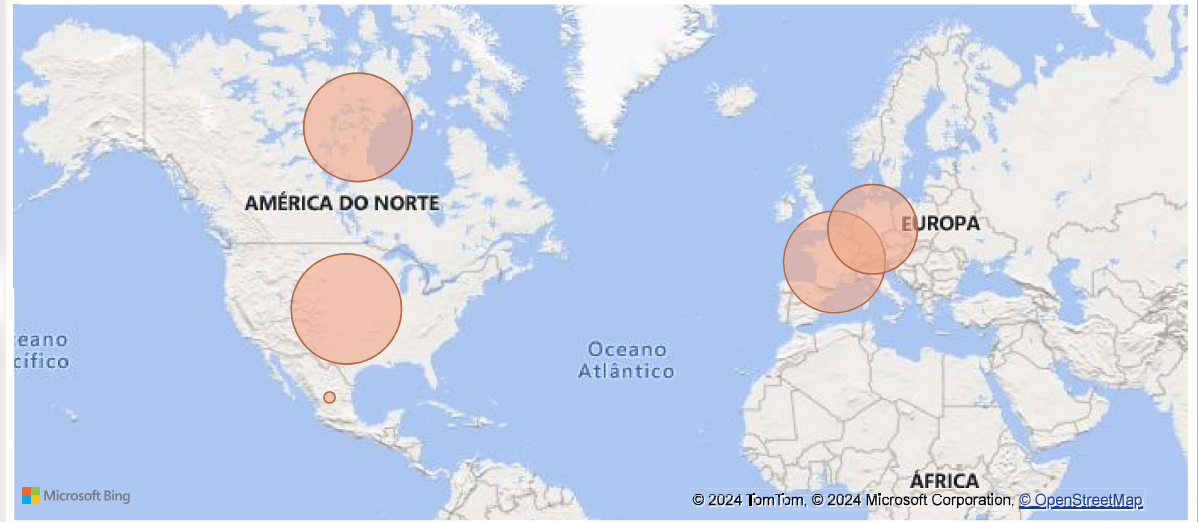 AMÉRICA DO NORTE
EUROPA
eano
cífico
Oceano
Atlântico
ÁFRICA
Microsoft Bing
© 2024 TomTom, © 2024 Microsoft Corporation, © OpenStreetMap